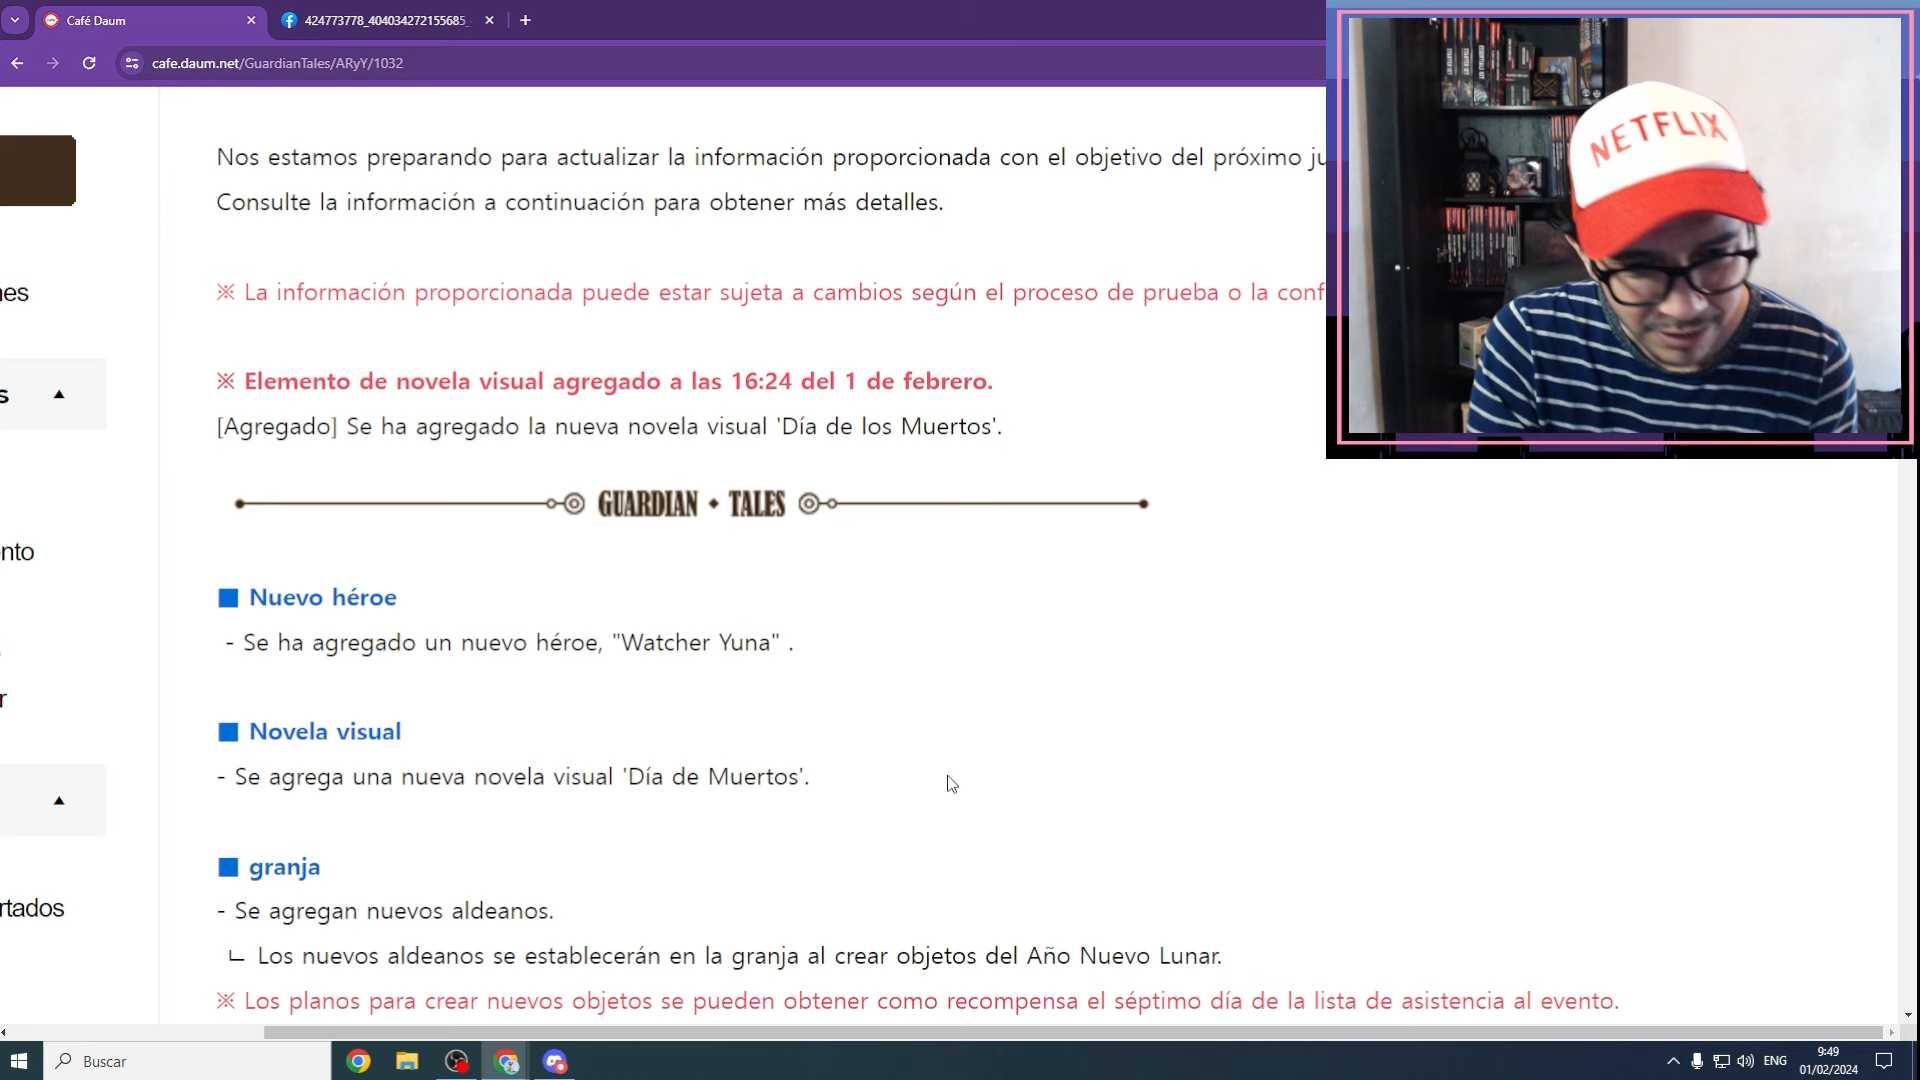 Café Daum
424773778_404034272155685_
cafe.daum.net/GuardianTales/ARyY/1032
NETFLIX
Nos estamos preparando para actualizar la información proporcionada con el objetivo del próximo ju
Consulte la información a continuación para obtener más detalles.
※ La información proporcionada puede estar sujeta a cambios según el proceso de prueba o la conf
※ Elemento de novela visual agregado a las 16:24 del 1 de febrero.
[Agregado] Se ha agregado la nueva novela visual 'Día de los Muertos'.
GUARDIAN TALES
■ Nuevo héroe
- Se ha agregado un nuevo héroe, "Watcher Yuna" .
■ Novela visual
- Se agrega una nueva novela visual 'Día de Muertos'.
■ granja
- Se agregan nuevos aldeanos.
ㄴ Los nuevos aldeanos se establecerán en la granja al crear objetos del Año Nuevo Lunar.
※ Los planos para crear nuevos objetos se pueden obtener como recompensa el séptimo día de la lista de asistencia al evento.
nes
s
nto
r
rtados
Buscar
ENG
9:49
01/02/2024